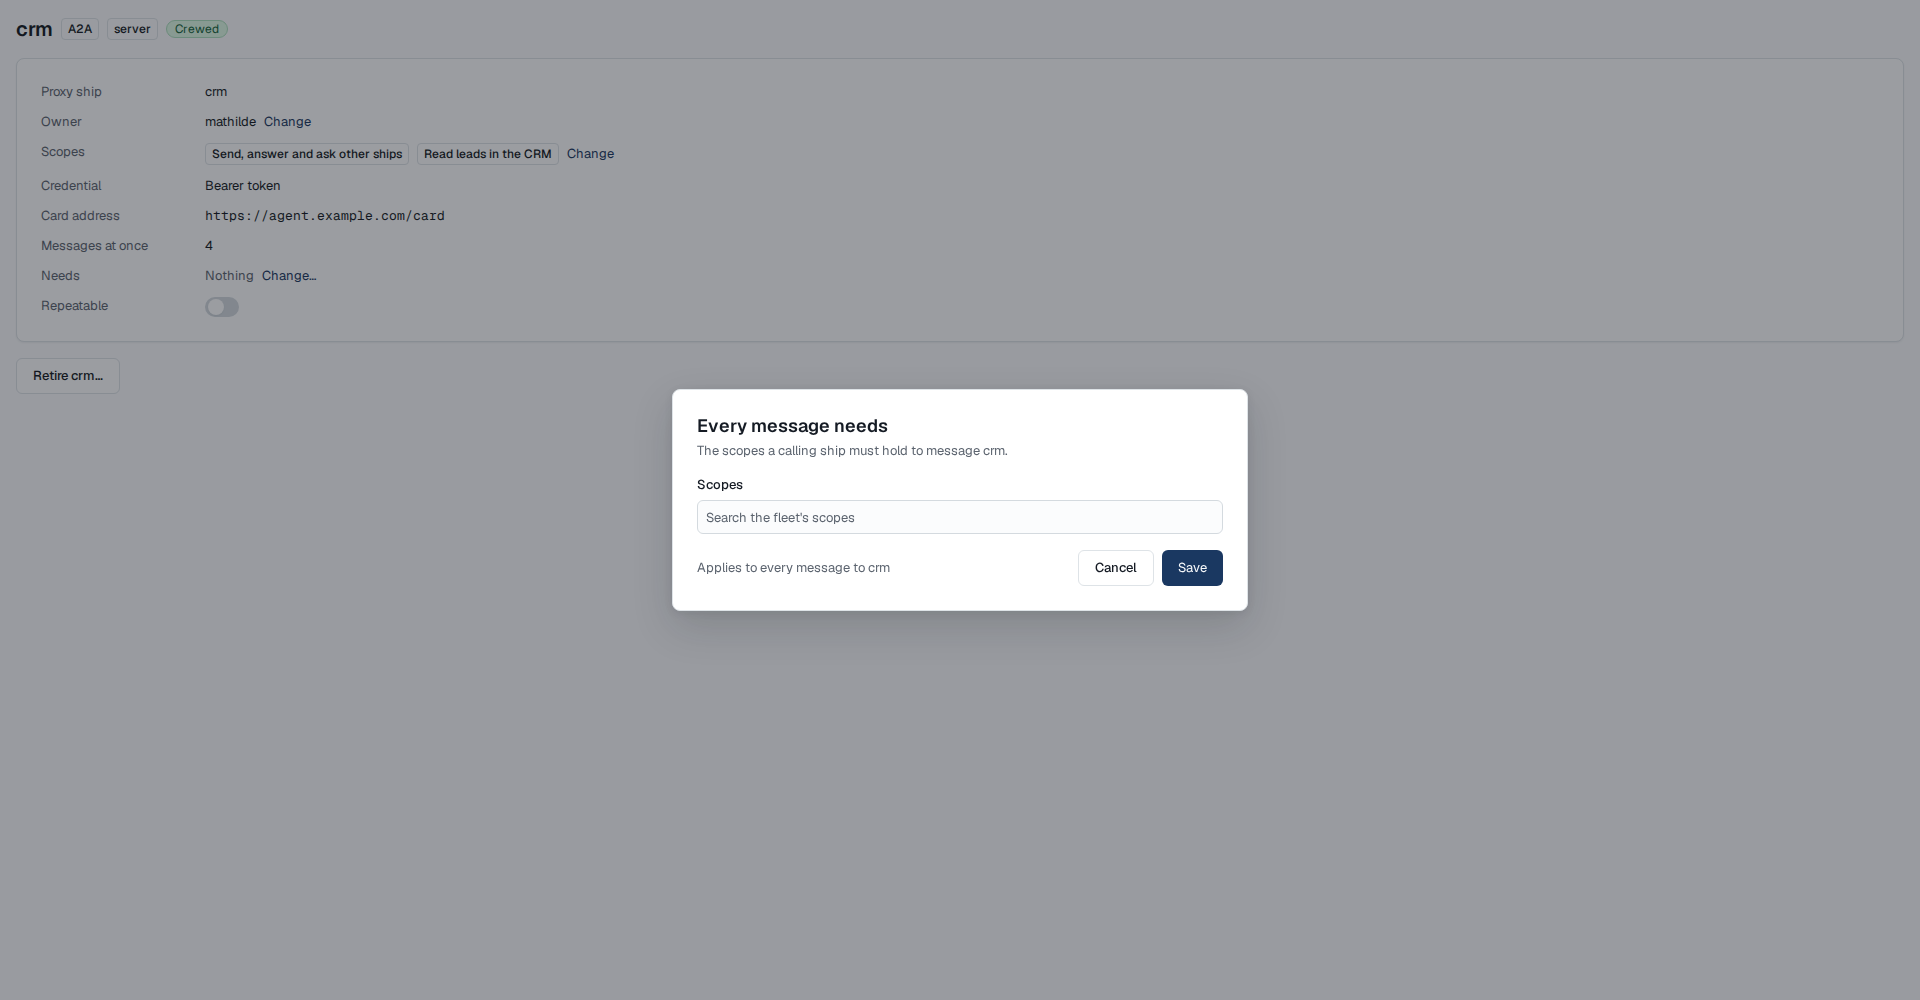 crm A2A server Crewed
Proxy ship crm
Owner mathilde Change
Scopes Send, answer and ask other ships Read leads in the CRM Change
Credential Bearer token
Card address https://agent.example.com/card
Messages at once 4
Needs Nothing Change…
Repeatable
Retire crm…
Every message needs
The scopes a calling ship must hold to message crm.
Scopes
Search the fleet's scopes
Applies to every message to crm Cancel Save